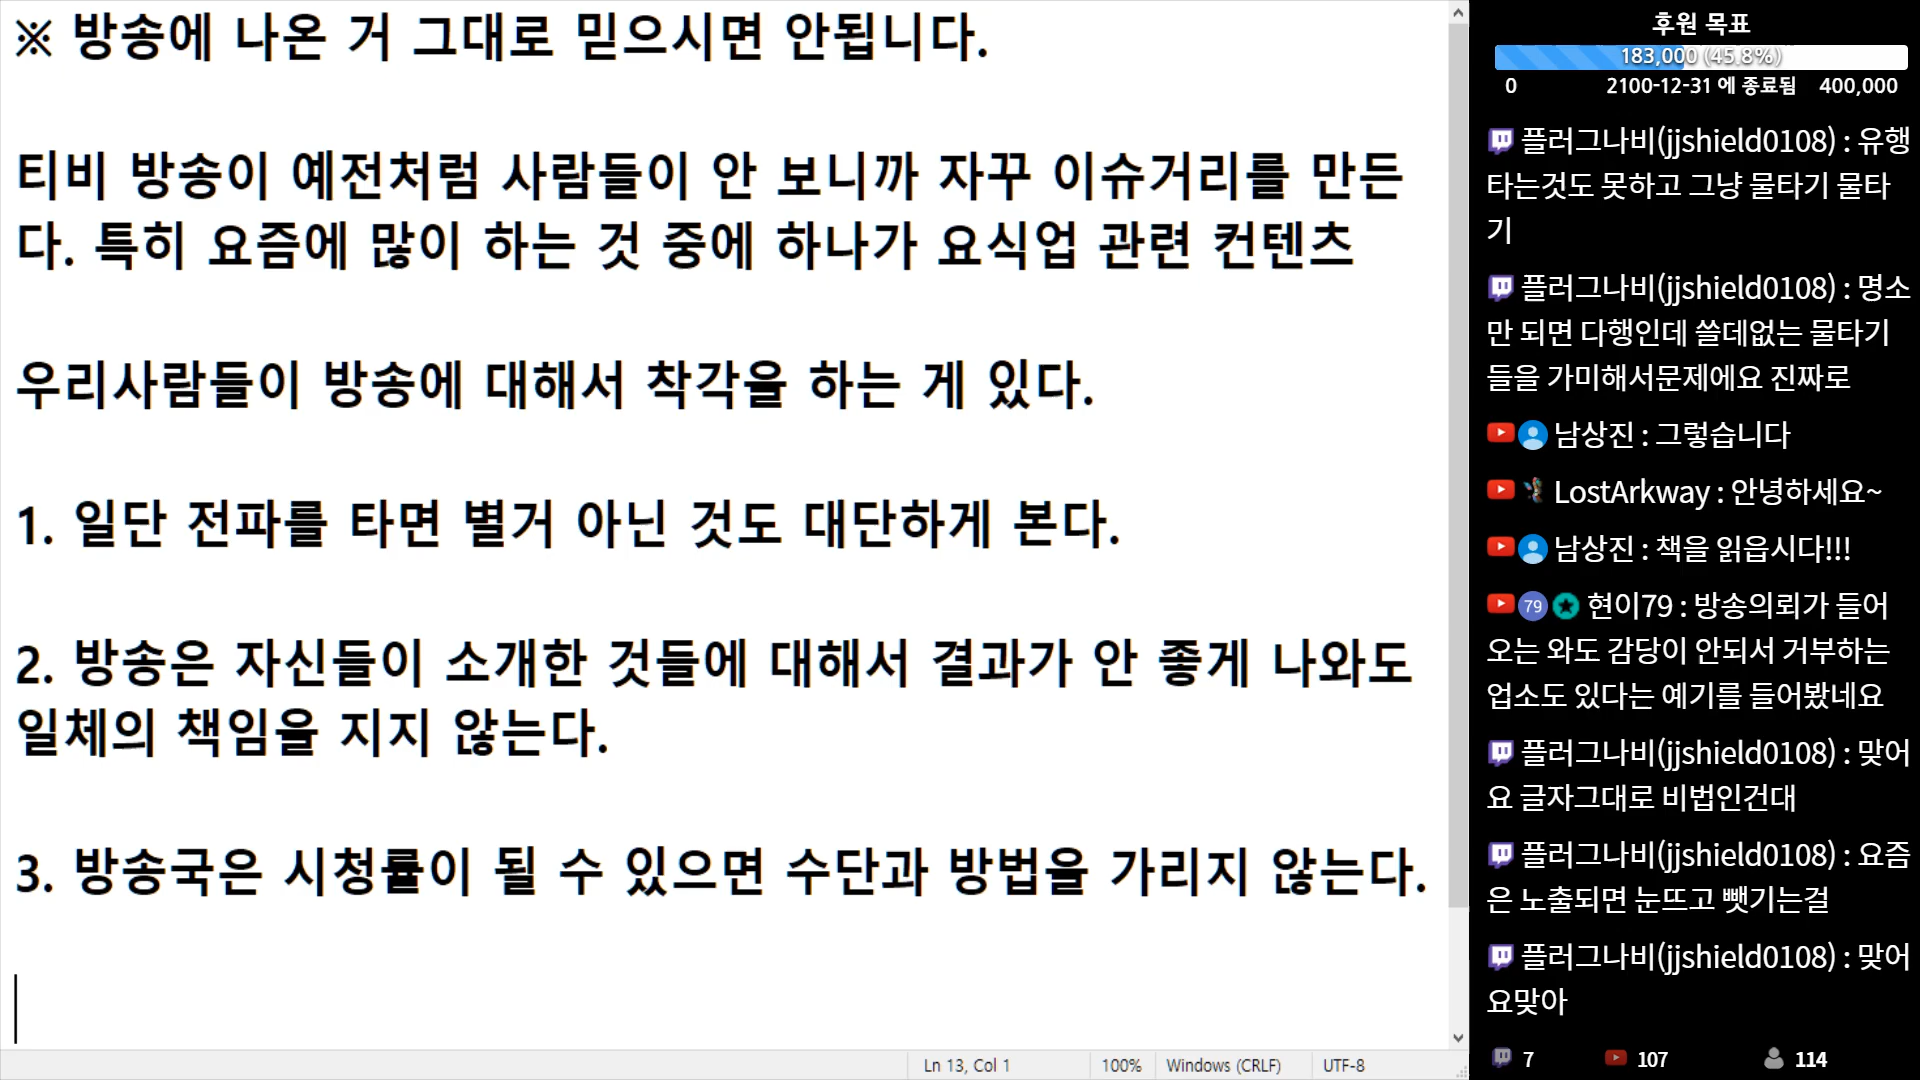 ※ 방송에 나온 거 그대로 믿으시면 안됩니다.
티비 방송이 예전처럼 사람들이 안 보니까 자꾸 이슈거리를 만든
다. 특히 요즘에 많이 하는 것 중에 하나가 요식업 관련 컨텐츠
우리사람들이 방송에 대해서 착각을 하는 게 있다.
1. 일단 전파를 타면 별거 아닌 것도 대단하게 본다.
2. 방송은 자신들이 소개한 것들에 대해서 결과가 안 좋게 나와도
일체의 책임을 지지 않는다.
3. 방송국은 시청률이 될 수 있으면 수단과 방법을 가리지 않는다.
Ln 13, Col 1
100%
Windows (CRLF)
UTF-8
후원 목표
183,000 (45.8%)
0 2100-12-31 에 종료됨 400,000
플러그나비(jjshield0108) : 유행
타는것도 못하고 그냥 물타기 물타
기
플러그나비(jjshield0108) : 명소
만 되면 다행인데 쓸데없는 물타기
들을 가미해서문제에요 진짜로
남상진 : 그렇습니다
LostArkway : 안녕하세요~
남상진 : 책을 읽읍시다!!!
79 현이79 : 방송의뢰가 들어
오는 와도 감당이 안되서 거부하는
업소도 있다는 예기를 들어봤네요
플러그나비(jjshield0108) : 맞어
요 글자그대로 비법인건대
플러그나비(jjshield0108) : 요즘
은 노출되면 눈뜨고 뺏기는걸
플러그나비(jjshield0108) : 맞어
요맞아
7 107 114